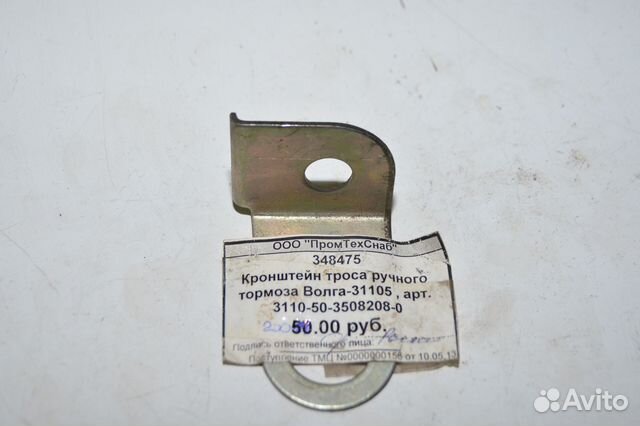 ООО "ПромТехСнаб"
348475
Кронштейн троса ручного
тормоза Волга-31105 , арт.
3110-50-3508208-0
50.00 руб.
Подпись ответственного лица:
Поступление ТМЦ №0000000156 от 10.05.13
Avito